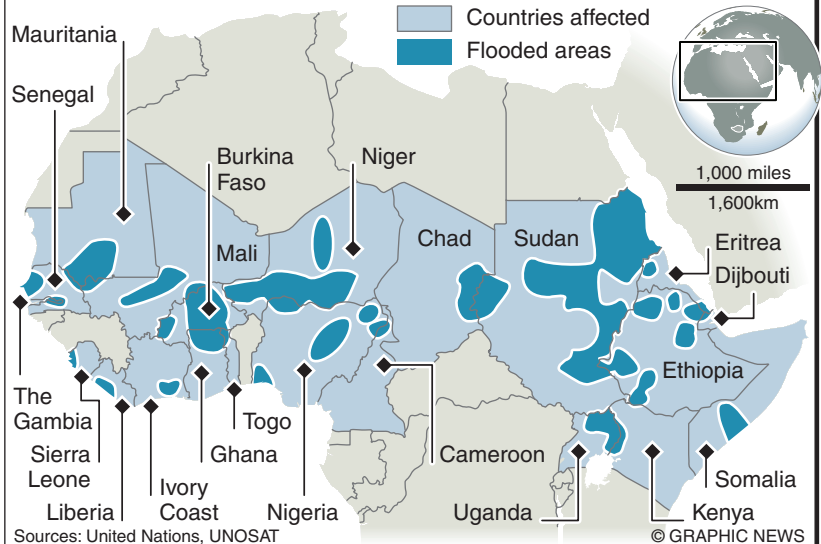 Countries affected
Flooded areas
Mauritania
Senegal
Burkina
Faso
Niger
Mali
Chad
Sudan
1,000 miles
1,600km
Eritrea
Djibouti
Ethiopia
The
Gambia
Sierra
Leone
Liberia
Ivory
Coast
Ghana
Togo
Nigeria
Cameroon
Uganda
Kenya
Somalia
Sources: United Nations, UNOSAT
© GRAPHIC NEWS